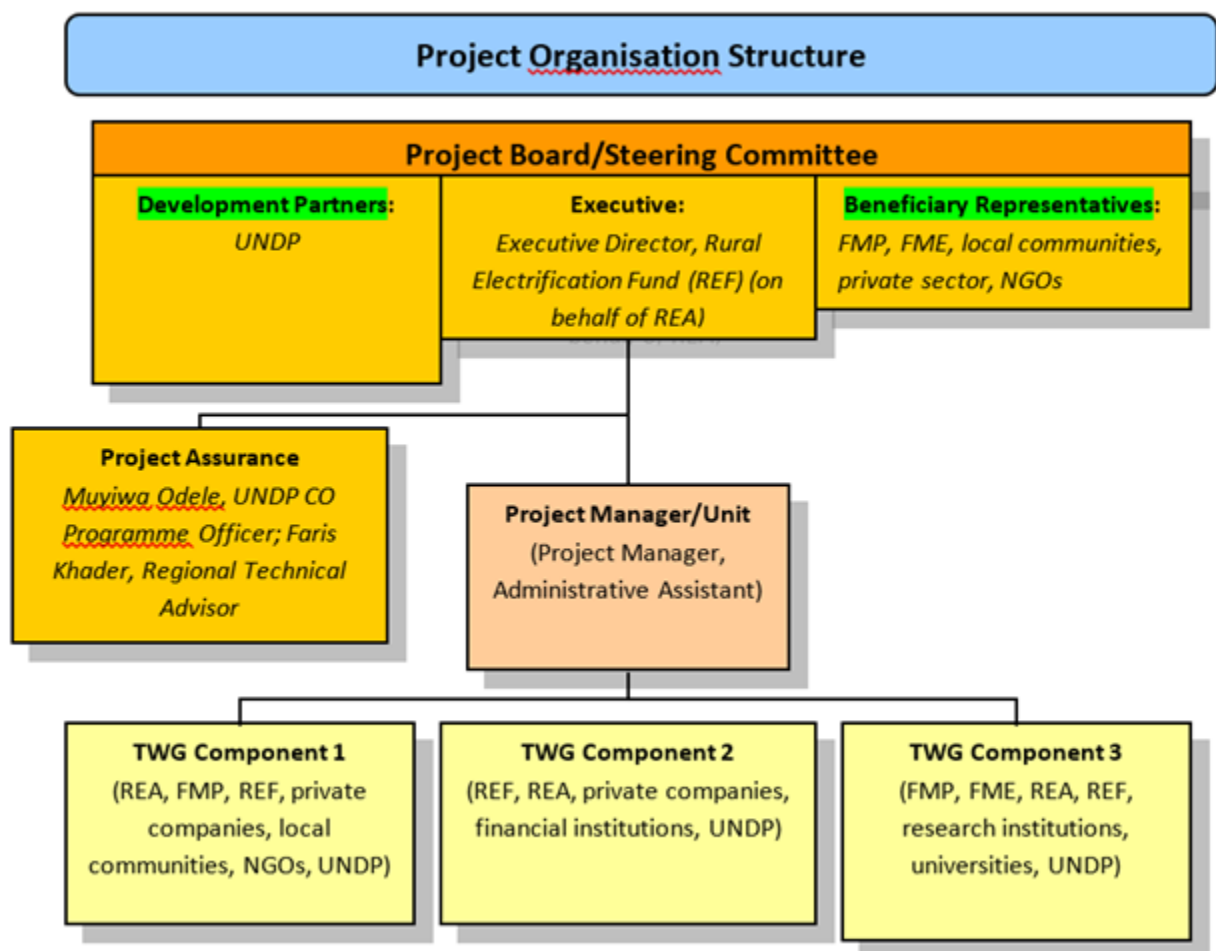 Project Organisation Structure
Project Board/Steering Committee
Development Partners:
UNDP
Executive:
Executive Director, Rural
Electrification Fund (REF) (on
behalf of REA)
Beneficiary Representatives:
FMP, FME, local communities,
private sector, NGOs
Project Assurance
Muyiwa Odele, UNDP CO
Programme Officer; Faris
Khader, Regional Technical
Advisor
Project Manager/Unit
(Project Manager,
Administrative Assistant)
TWG Component 1
(REA, FMP, REF, private
companies, local
communities, NGOs, UNDP)
TWG Component 2
(REF, REA, private companies,
financial institutions, UNDP)
TWG Component 3
(FMP, FME, REA, REF,
research institutions,
universities, UNDP)